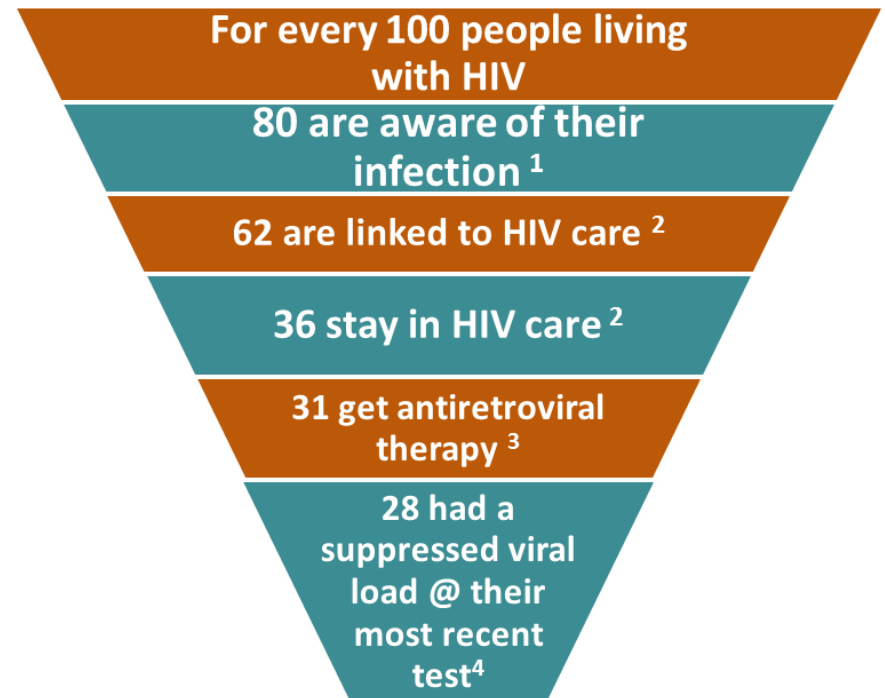 For every 100 people living
with HIV
80 are aware of their
infection ¹
62 are linked to HIV care ²
36 stay in HIV care ²
31 get antiretroviral
therapy ³
28 had a
suppressed viral
load @ their
most recent
test⁴